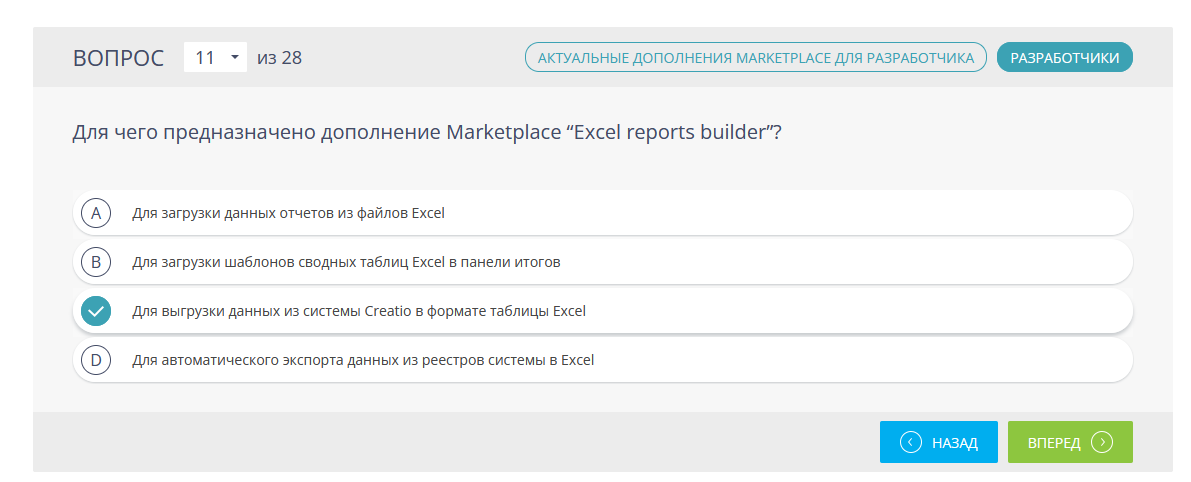 ВОПРОС 11 из 28 АКТУАЛЬНЫЕ ДОПОЛНЕНИЯ MARKETPLACE ДЛЯ РАЗРАБОТЧИКА РАЗРАБОТЧИКИ
Для чего предназначено дополнение Marketplace “Excel reports builder”?
A Для загрузки данных отчетов из файлов Excel
B Для загрузки шаблонов сводных таблиц Excel в панели итогов
Для выгрузки данных из системы Creatio в формате таблицы Excel
D Для автоматического экспорта данных из реестров системы в Excel
НАЗАД ВПЕРЕД